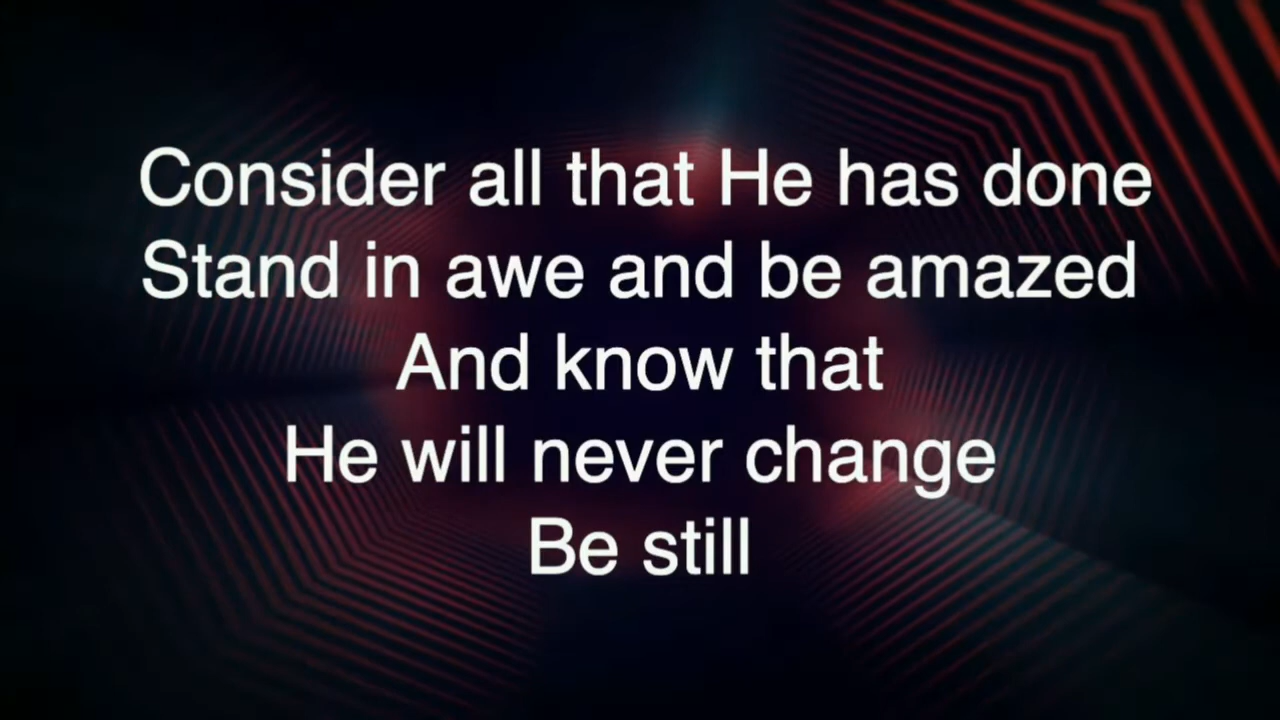 Consider all that He has done
Stand in awe and be amazed
And know that
He will never change
Be still